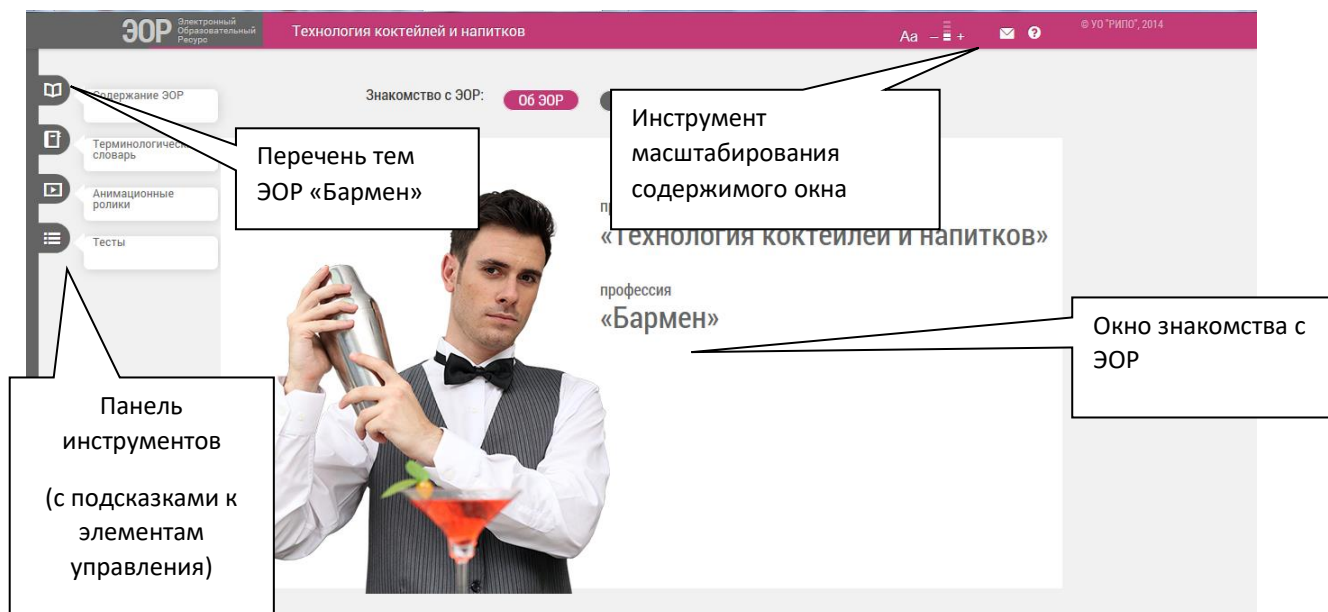 ЭОР
Электронный
Образовательный
Ресурс
Технология коктейлей и напитков
Aa – +
© УО "РИПО", 2014
Содержание ЭОР
Знакомство с ЭОР:
Об ЭОР
Терминологический
словарь
Анимационные
ролики
Тесты
Перечень тем
ЭОР «Бармен»
Инструмент
масштабирования
содержимого окна
«Технология коктейлей и напитков»
профессия
«Бармен»
Окно знакомства с
ЭОР
Панель
инструментов
(с подсказками к
элементам
управления)